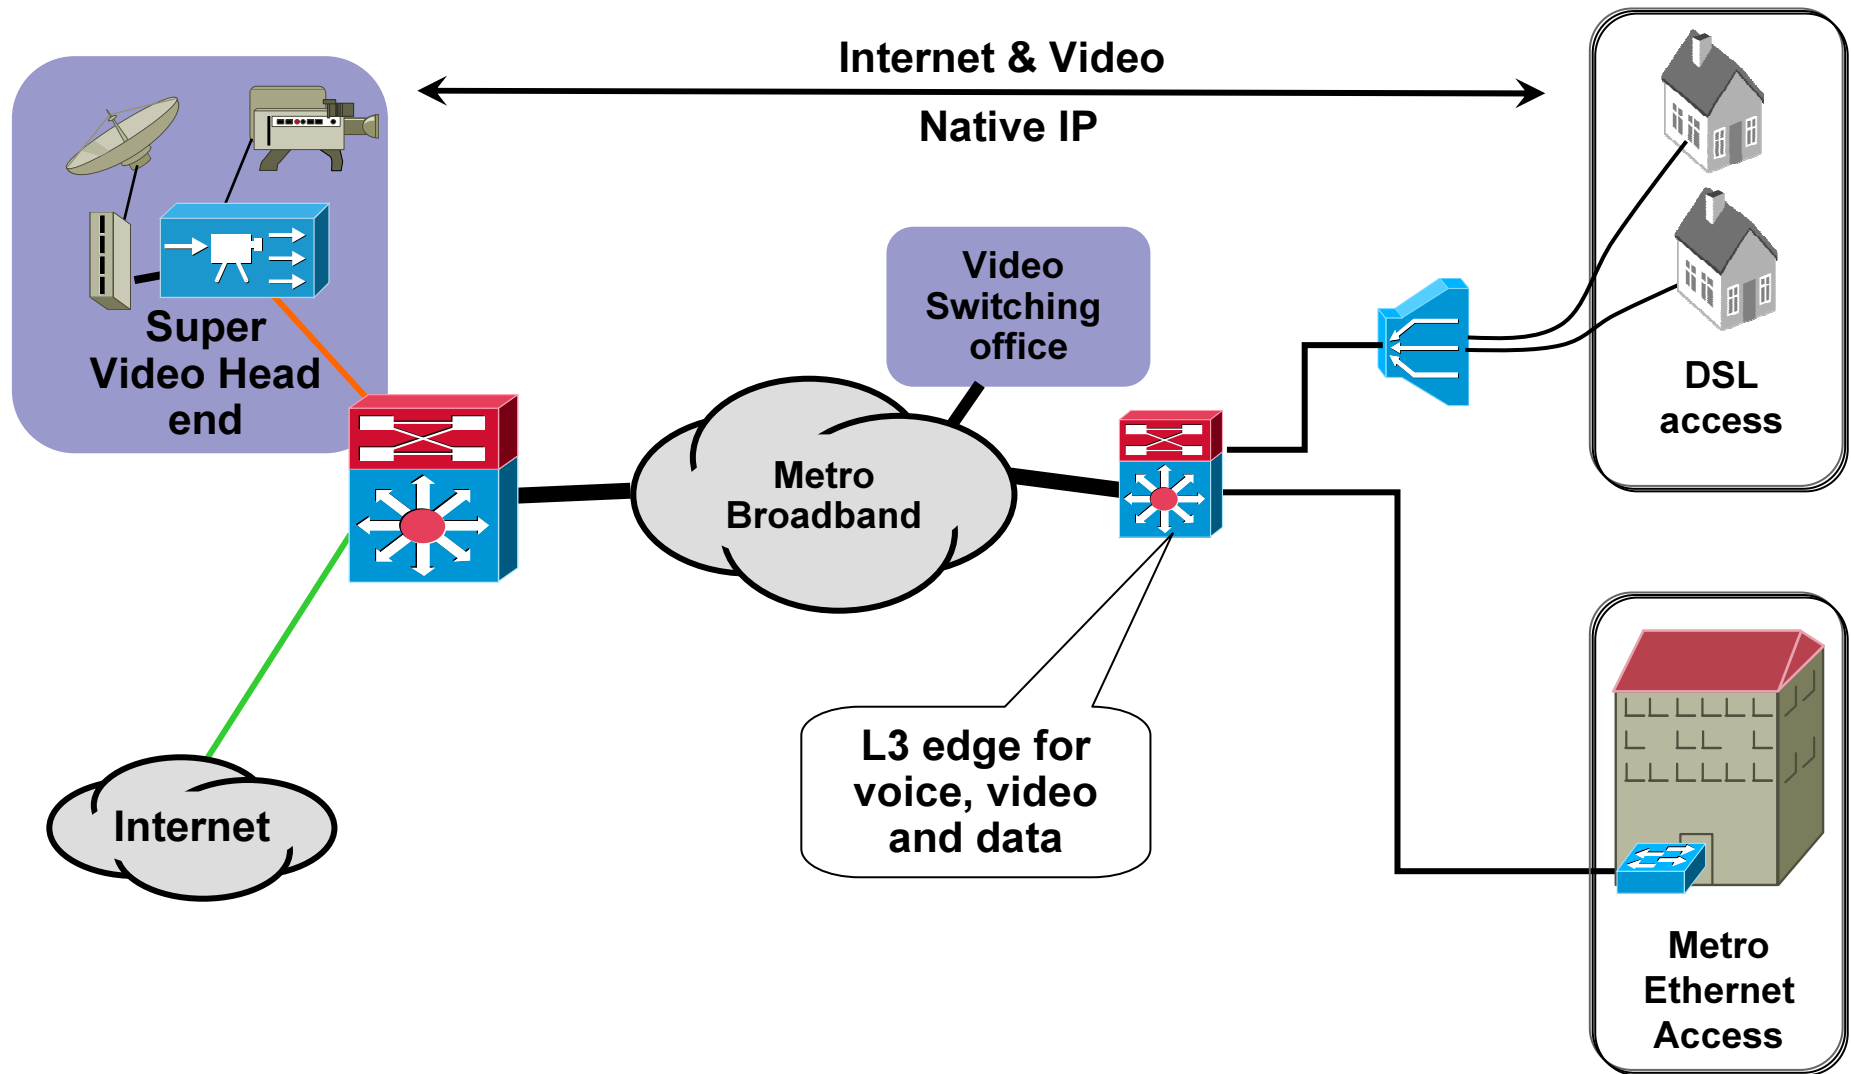 Internet & Video
Native IP
Super
Video Head
end
Video
Switching
office
DSL
access
Metro
Broadband
L3 edge for
voice, video
and data
Internet
Metro
Ethernet
Access